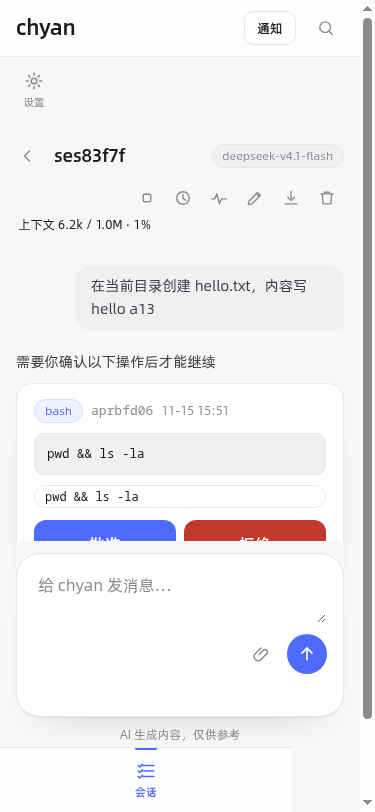 chyan
通知
设置
ses83f7f
deepseek-v4.1-flash
上下文 6.2k / 1.0M · 1%
在当前目录创建 hello.txt，内容写
hello a13
需要你确认以下操作后才能继续
bash aprbfd06 11-15 15:51
pwd && ls -la
pwd && ls -la
给 chyan 发消息...
AI 生成内容，仅供参考
会话